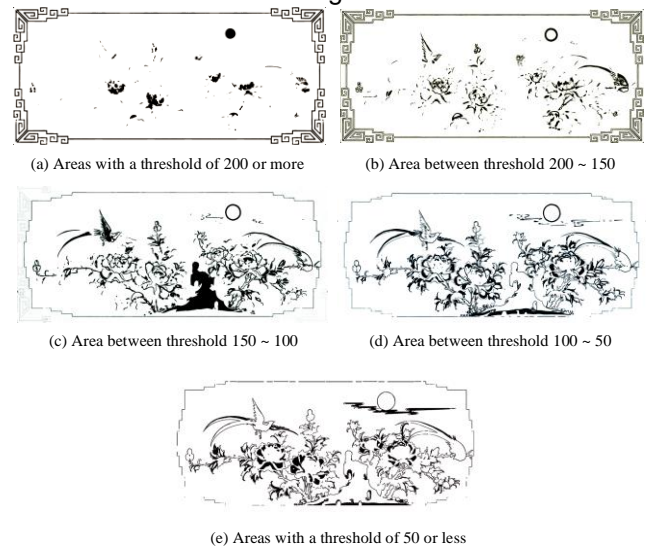 (a) Areas with a threshold of 200 or more
(b) Area between threshold 200 ~ 150
(c) Area between threshold 150 ~ 100
(d) Area between threshold 100 ~ 50
(e) Areas with a threshold of 50 or less